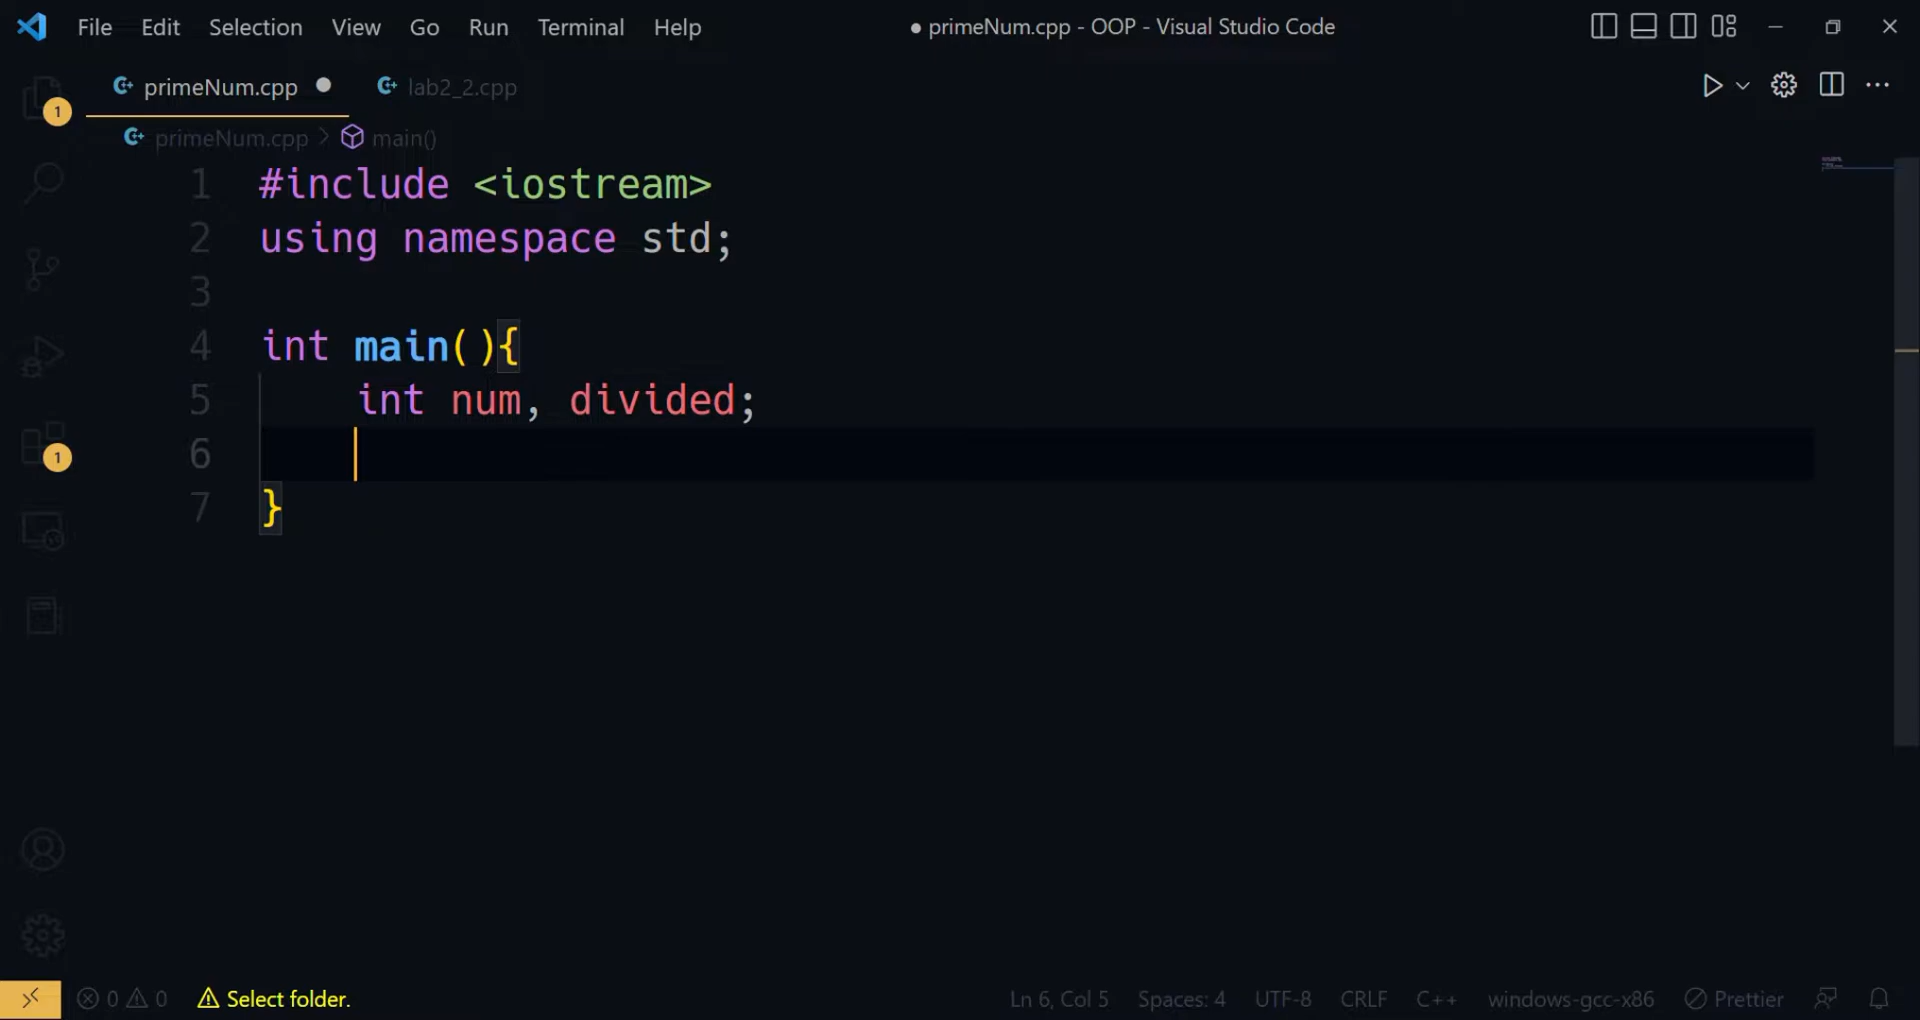 File Edit Selection View Go Run Terminal Help ● primeNum.cpp - OOP - Visual Studio Code
primeNum.cpp ● lab2_2.cpp
1 primeNum.cpp > main()
1 #include <iostream>
2 using namespace std;
3
4 int main(){
5 int num, divided;
6
7 }
1
0 0 Select folder. Ln 6, Col 5 Spaces: 4 UTF-8 CRLF C++ windows-gcc-x86 Prettier